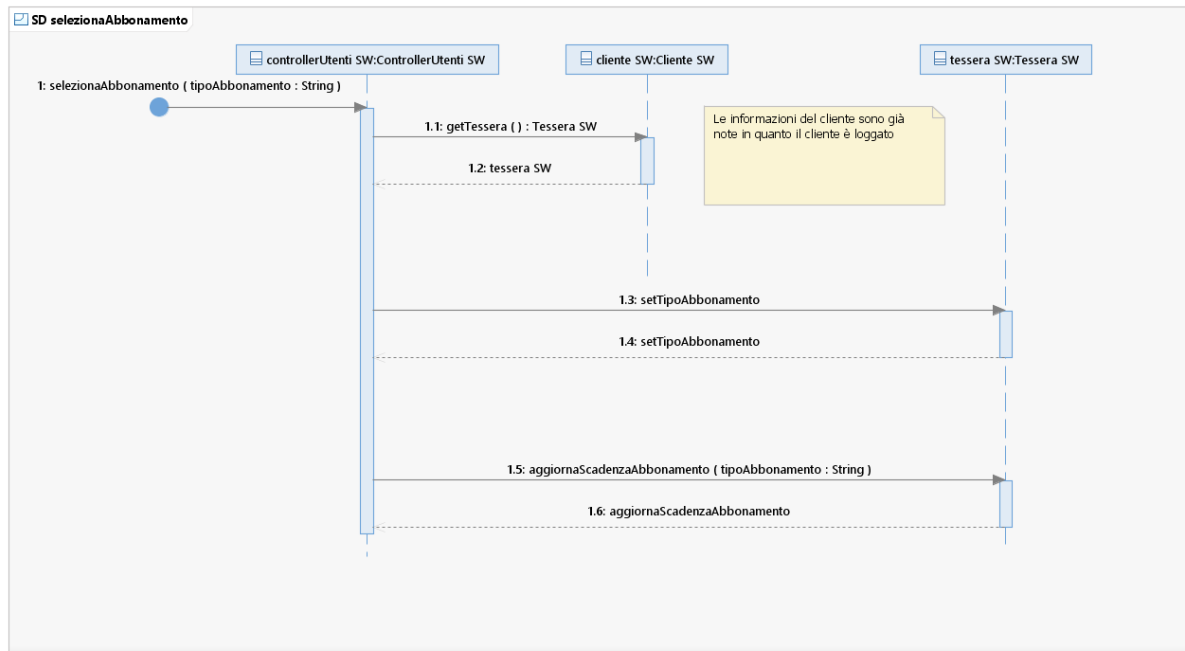 SD selezionaAbbonamento
controllerUtenti SW:ControllerUtenti SW
cliente SW:Cliente SW
tessera SW:Tessera SW
1: selezionaAbbonamento ( tipoAbbonamento : String )
Le informazioni del cliente sono già
note in quanto il cliente è loggato
1.1: getTessera ( ) : Tessera SW
1.2: tessera SW
1.3: setTipoAbbonamento
1.4: setTipoAbbonamento
1.5: aggiornaScadenzaAbbonamento ( tipoAbbonamento : String )
1.6: aggiornaScadenzaAbbonamento